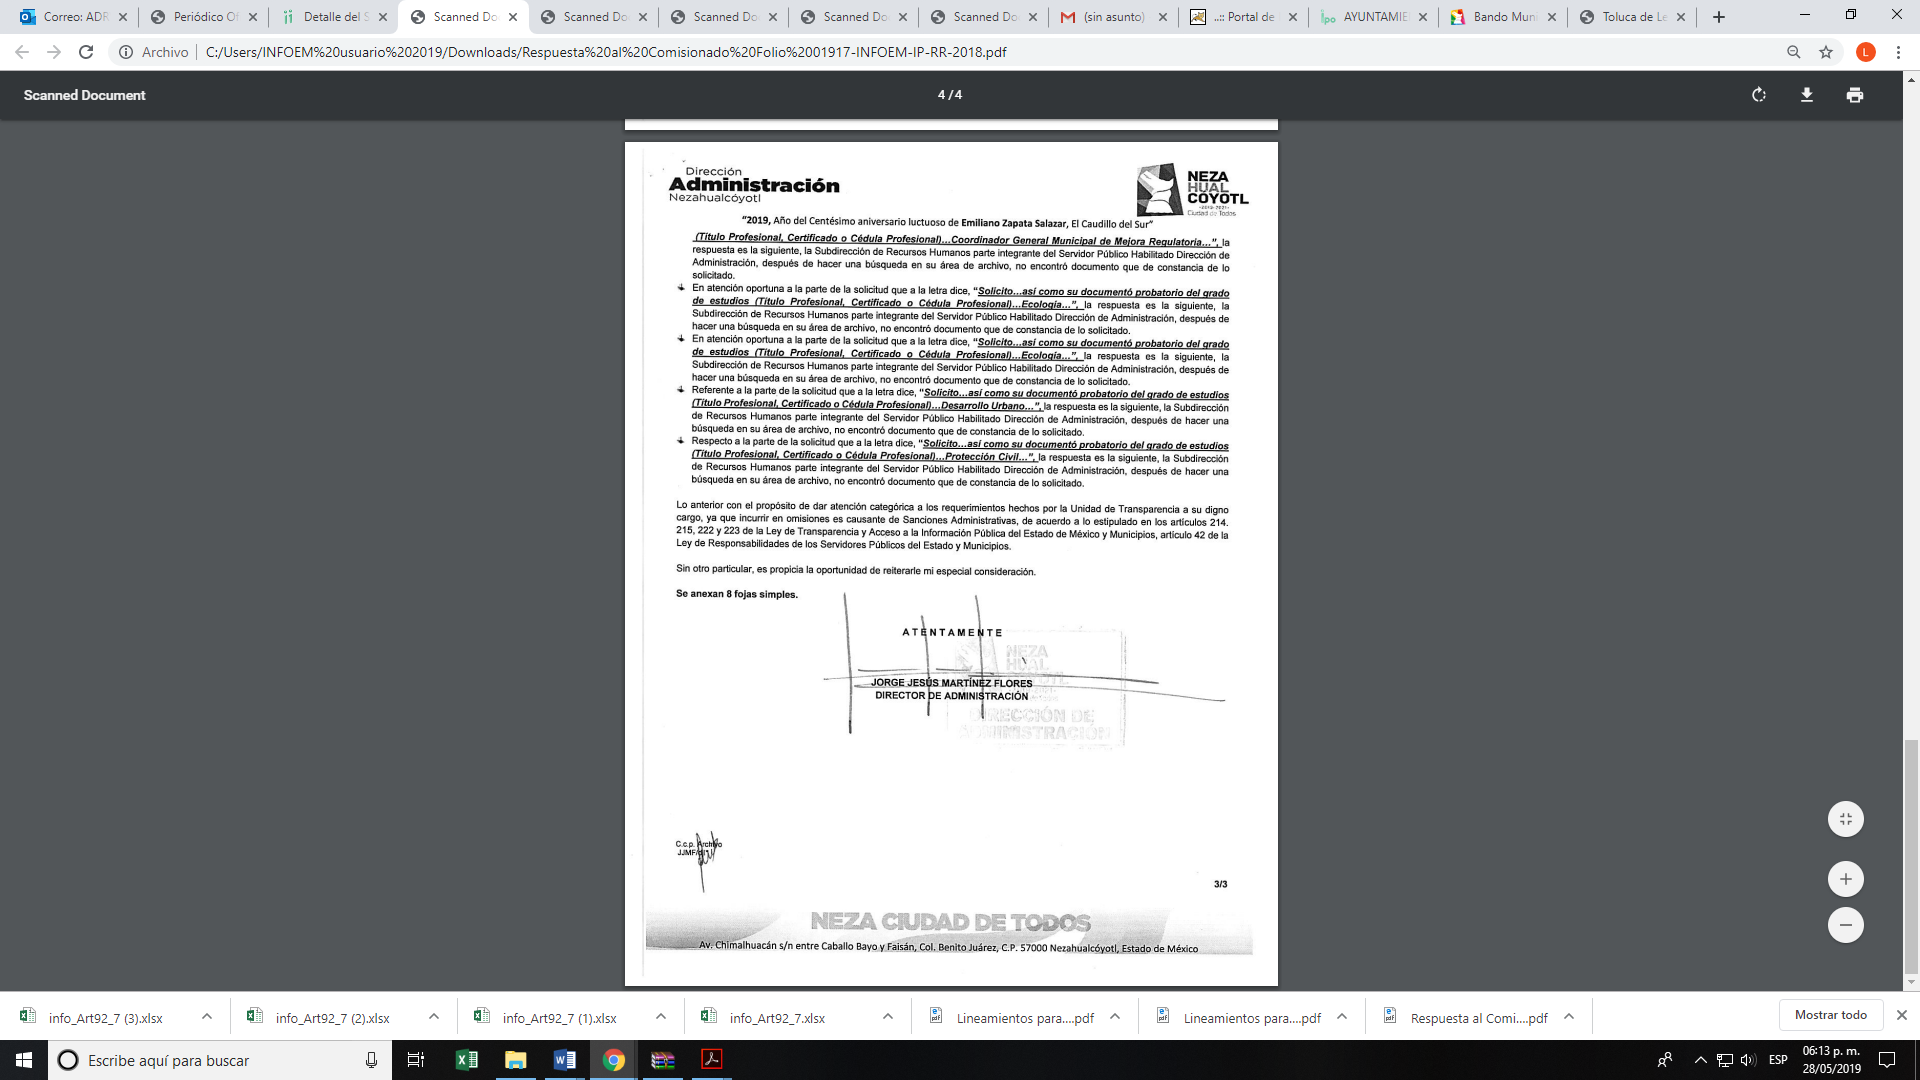 Correo: ADR
Periódico Of
Detalle del S
Scanned Do
Scanned Do
Scanned Do
Scanned Do
Scanned Do
(sin asunto)
..:: Portal de
AYUNTAMIE
Bando Muni
Toluca de Le
Archivo | C:/Users/INFOEM%20usuario%202019/Downloads/Respuesta%20al%20Comisionado%20Folio%2001917-INFOEM-IP-RR-2018.pdf
L
Scanned Document
4 / 4
Dirección
Administración
Nezahualcóyotl
NEZA
HUAL
COYOTL
-2019-2021-
Ciudad de Todos
"2019, Año del Centésimo aniversario luctuoso de Emiliano Zapata Salazar, El Caudillo del Sur"
(Título Profesional, Certificado o Cédula Profesional)...Coordinador General Municipal de Mejora Regulatoria...", la
respuesta es la siguiente, la Subdirección de Recursos Humanos parte integrante del Servidor Público Habilitado Dirección de
Administración, después de hacer una búsqueda en su área de archivo, no encontró documento que de constancia de lo
solicitado.
En atención oportuna a la parte de la solicitud que a la letra dice, "Solicito...así como su documentó probatorio del grado
de estudios (Título Profesional, Certificado o Cédula Profesional)...Ecología...", la respuesta es la siguiente, la
Subdirección de Recursos Humanos parte integrante del Servidor Público Habilitado Dirección de Administración, después de
hacer una búsqueda en su área de archivo, no encontró documento que de constancia de lo solicitado.
En atención oportuna a la parte de la solicitud que a la letra dice, "Solicito...así como su documentó probatorio del grado
de estudios (Título Profesional, Certificado o Cédula Profesional)...Ecología...", la respuesta es la siguiente, la
Subdirección de Recursos Humanos parte integrante del Servidor Público Habilitado Dirección de Administración, después de
hacer una búsqueda en su área de archivo, no encontró documento que de constancia de lo solicitado.
Referente a la parte de la solicitud que a la letra dice, "Solicito...así como su documentó probatorio del grado de estudios
(Título Profesional, Certificado o Cédula Profesional)...Desarrollo Urbano...", la respuesta es la siguiente, la Subdirección
de Recursos Humanos parte integrante del Servidor Público Habilitado Dirección de Administración, después de hacer una
búsqueda en su área de archivo, no encontró documento que de constancia de lo solicitado.
Respecto a la parte de la solicitud que a la letra dice, "Solicito...así como su documentó probatorio del grado de estudios
(Título Profesional, Certificado o Cédula Profesional)...Protección Civil...", la respuesta es la siguiente, la Subdirección
de Recursos Humanos parte integrante del Servidor Público Habilitado Dirección de Administración, después de hacer una
búsqueda en su área de archivo, no encontró documento que de constancia de lo solicitado.
Lo anterior con el propósito de dar atención categórica a los requerimientos hechos por la Unidad de Transparencia a su digno
cargo, ya que incurrir en omisiones es causante de Sanciones Administrativas, de acuerdo a lo estipulado en los artículos 214.
215, 222 y 223 de la Ley de Transparencia y Acceso a la Información Pública del Estado de México y Municipios, artículo 42 de la
Ley de Responsabilidades de los Servidores Públicos del Estado y Municipios.
Sin otro particular, es propicia la oportunidad de reiterarle mi especial consideración.
Se anexan 8 fojas simples.
ATENTAMENTE
NEZA
HUAL
JORGE JESÚS MARTÍNEZ FLORES
DIRECTOR DE ADMINISTRACIÓN
DIRECCIÓN DE
ADMINISTRACIÓN
C.c.p. Archivo
3/3
NEZA CIUDAD DE TODOS
Av. Chimalhuacán s/n entre Caballo Bayo y Faisán, Col. Benito Juárez, C.P. 57000 Nezahualcóyotl, Estado de México
info_Art92_7 (3).xlsx
info_Art92_7 (2).xlsx
info_Art92_7 (1).xlsx
info_Art92_7.xlsx
Lineamientos para....pdf
Lineamientos para....pdf
Respuesta al Comi....pdf
Mostrar todo
Escribe aquí para buscar
ESP
06:13 p. m.
28/05/2019